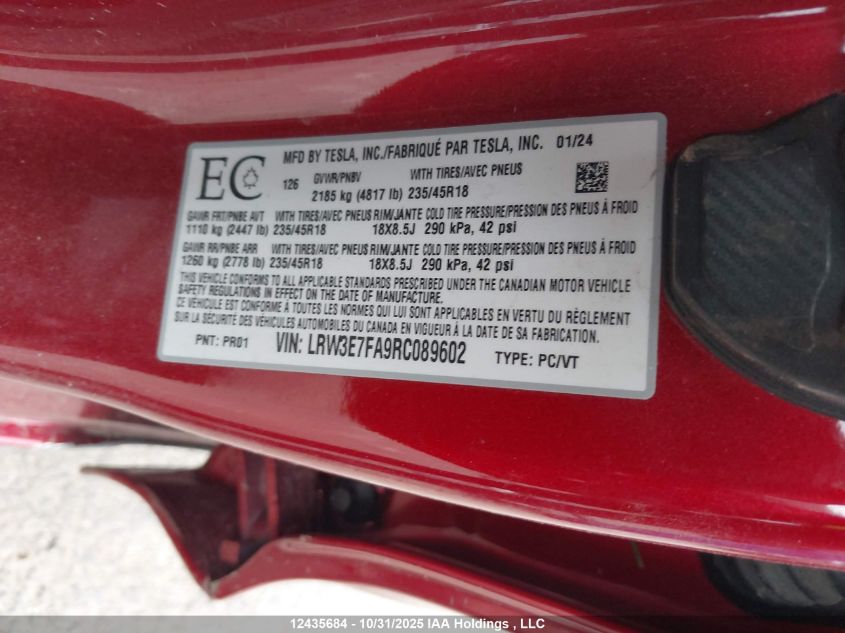 EC
MFD BY TESLA, INC./FABRIQUÉ PAR TESLA, INC. 01/24
126 GVWR/PNBV WITH TIRES/AVEC PNEUS
2185 kg (4817 lb) 235/45R18
GAWR FRT/PNBE AVT WITH TIRES/AVEC PNEUS RIM/JANTE COLD TIRE PRESSURE/PRESSION DES PNEUS À FROID
1110 kg (2447 lb) 235/45R18 18X8.5J 290 kPa, 42 psi
GAWR RR/PNBE ARR WITH TIRES/AVEC PNEUS RIM/JANTE COLD TIRE PRESSURE/PRESSION DES PNEUS À FROID
1260 kg (2778 lb) 235/45R18 18X8.5J 290 kPa, 42 psi
THIS VEHICLE CONFORMS TO ALL APPLICABLE STANDARDS PRESCRIBED UNDER THE CANADIAN MOTOR VEHICLE
SAFETY REGULATIONS IN EFFECT ON THE DATE OF MANUFACTURE.
CE VÉHICULE EST CONFORME À TOUTES LES NORMES QUI LUI SONT APPLICABLES EN VERTU DU RÈGLEMENT
SUR LA SÉCURITÉ DES VÉHICULES AUTOMOBILES DU CANADA EN VIGUEUR À LA DATE DE SA FABRICATION.
PNT: PR01 VIN: LRW3E7FA9RC089602 TYPE: PC/VT
12435684 - 10/31/2025 IAA Holdings , LLC